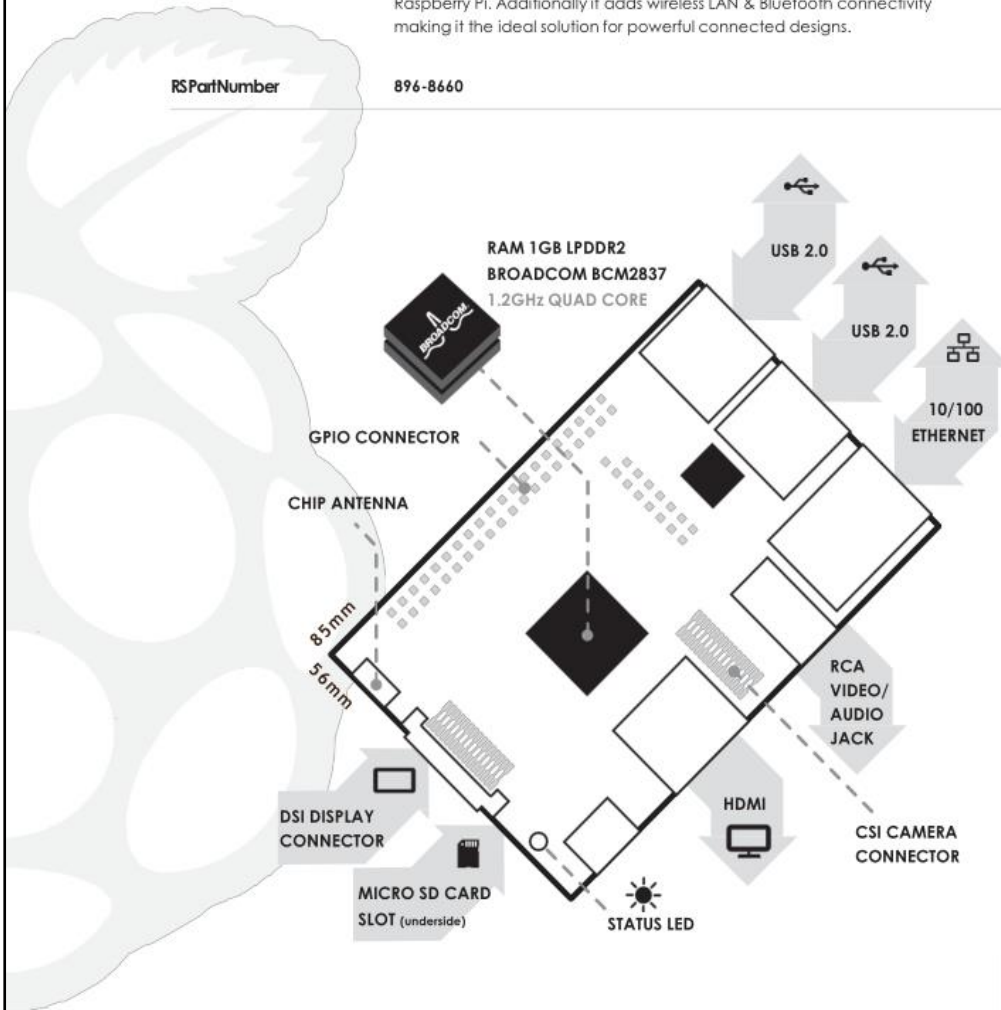 Raspberry Pi. Additionally it adds wireless LAN & Bluetooth connectivity
making it the ideal solution for powerful connected designs.
RSPartNumber
896-8660
USB 2.0
RAM 1GB LPDDR2
BROADCOM BCM2837
1.2GHz QUAD CORE
BROADCOM
USB 2.0
10/100
ETHERNET
GPIO CONNECTOR
CHIP ANTENNA
85mm
56mm
RCA
VIDEO/
AUDIO
JACK
DSI DISPLAY
CONNECTOR
HDMI
CSI CAMERA
CONNECTOR
MICRO SD CARD
SLOT (underside)
STATUS LED